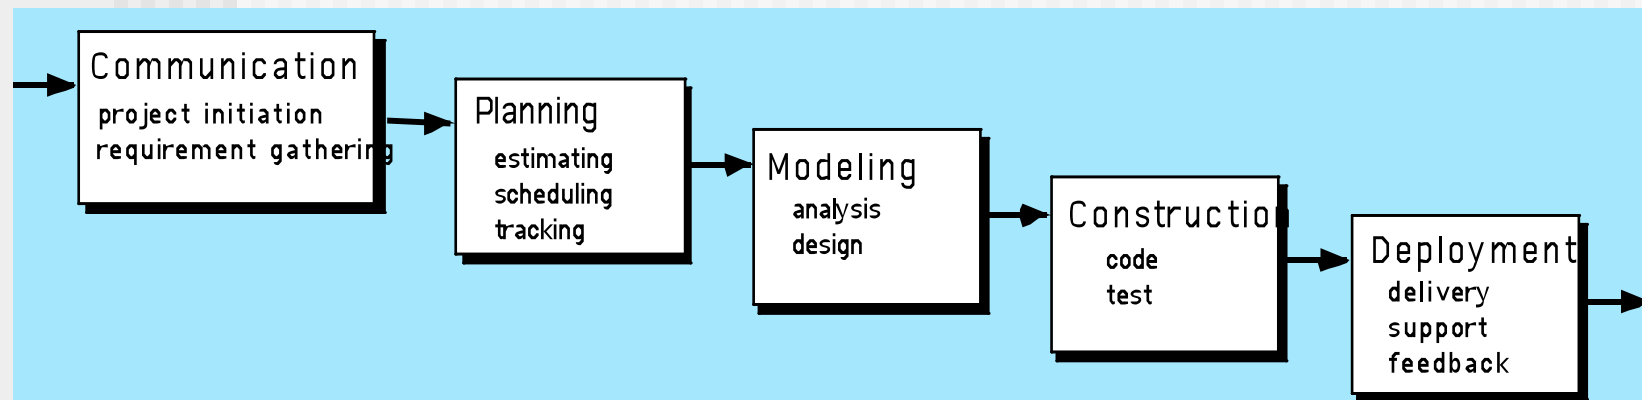 Communication
project initiation
requirement gathering
Planning
estimating
scheduling
tracking
Modeling
analysis
design
Construction
code
test
Deployment
delivery
support
feedback